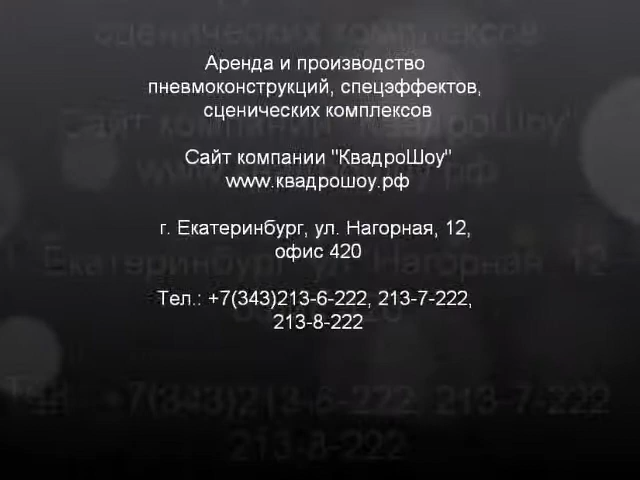 Аренда и производство
пневмоконструкций, спецэффектов,
сценических комплексов
Сайт компании "КвадроШоу"
www.квадрошоу.рф
г. Екатеринбург, ул. Нагорная, 12,
офис 420
Тел.: +7(343)213-6-222, 213-7-222,
213-8-222